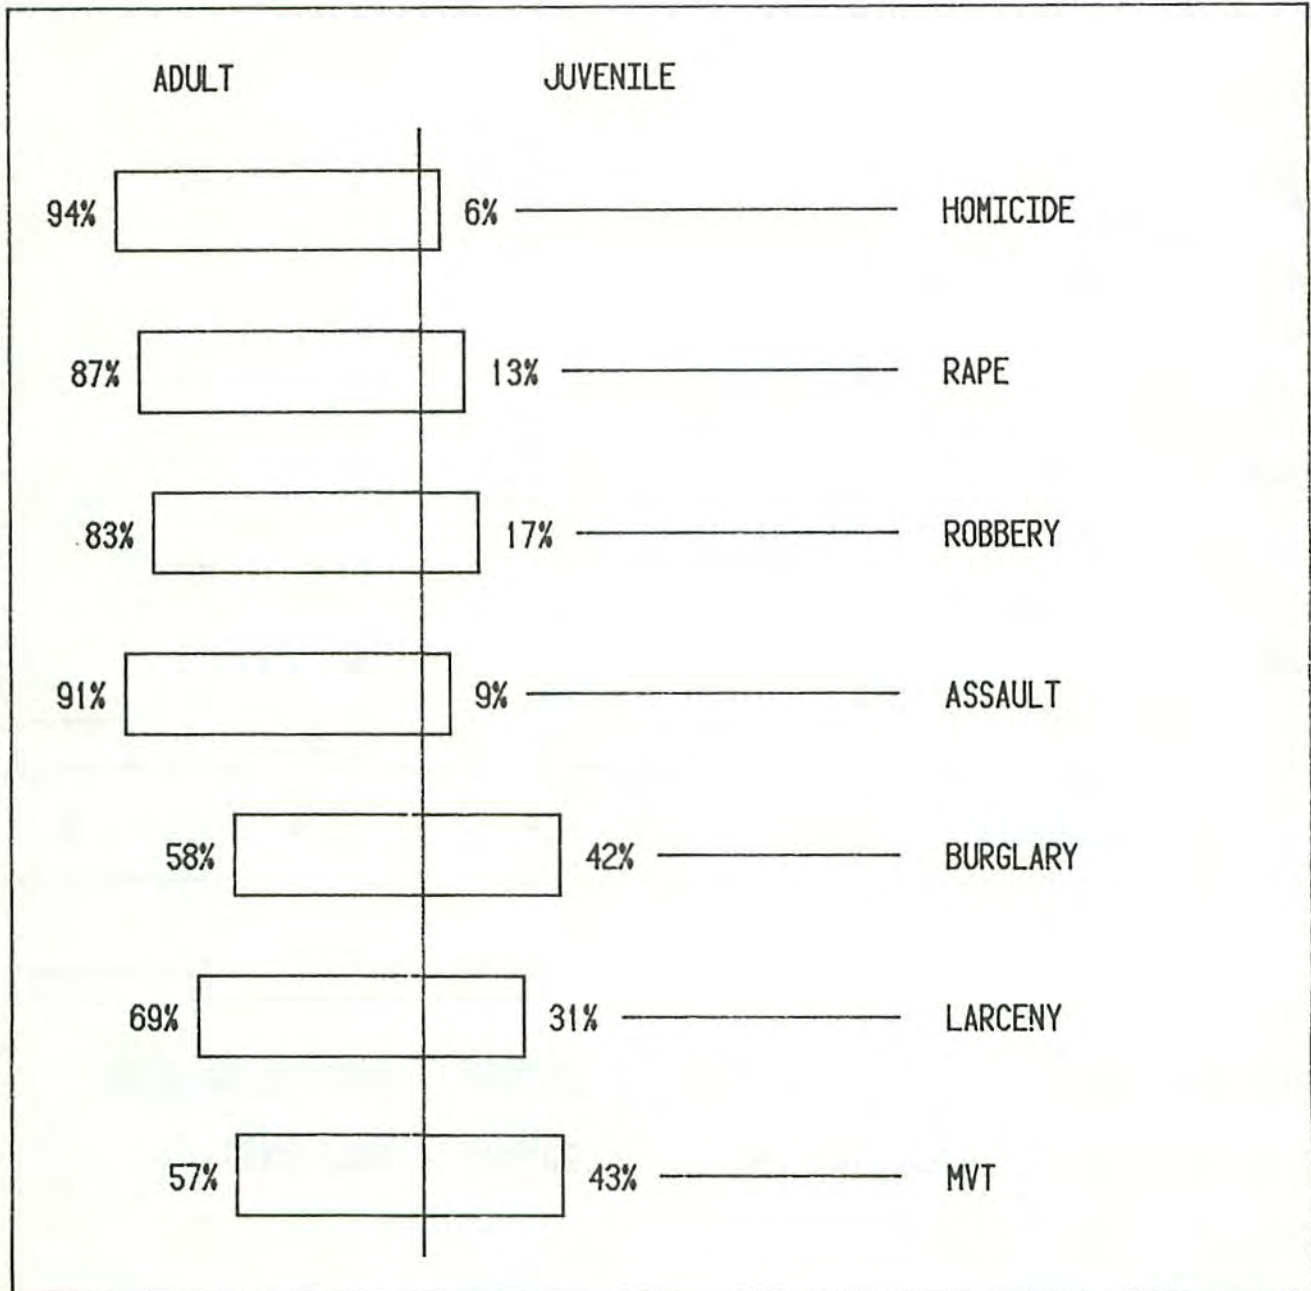 ADULT JUVENILE
94% 6% HOMICIDE
87% 13% RAPE
83% 17% ROBBERY
91% 9% ASSAULT
58% 42% BURGLARY
69% 31% LARCENY
57% 43% MVT